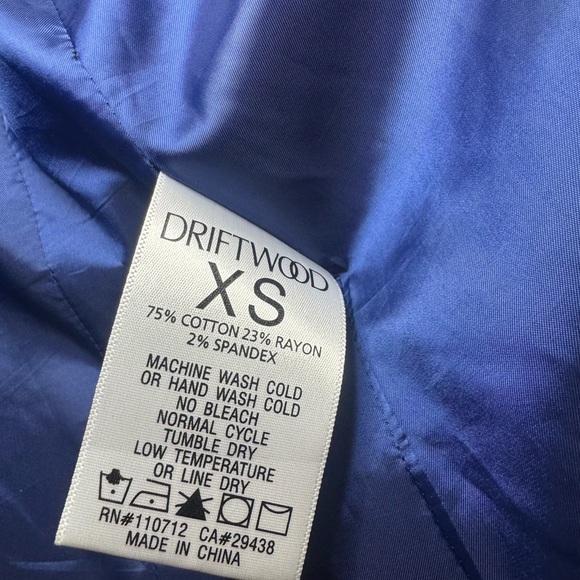 DRIFTWOOD
XS
75% COTTON 23% RAYON
2% SPANDEX
MACHINE WASH COLD
OR HAND WASH COLD
NO BLEACH
NORMAL CYCLE
TUMBLE DRY
LOW TEMPERATURE
OR LINE DRY
RN#110712 CA#29438
MADE IN CHINA